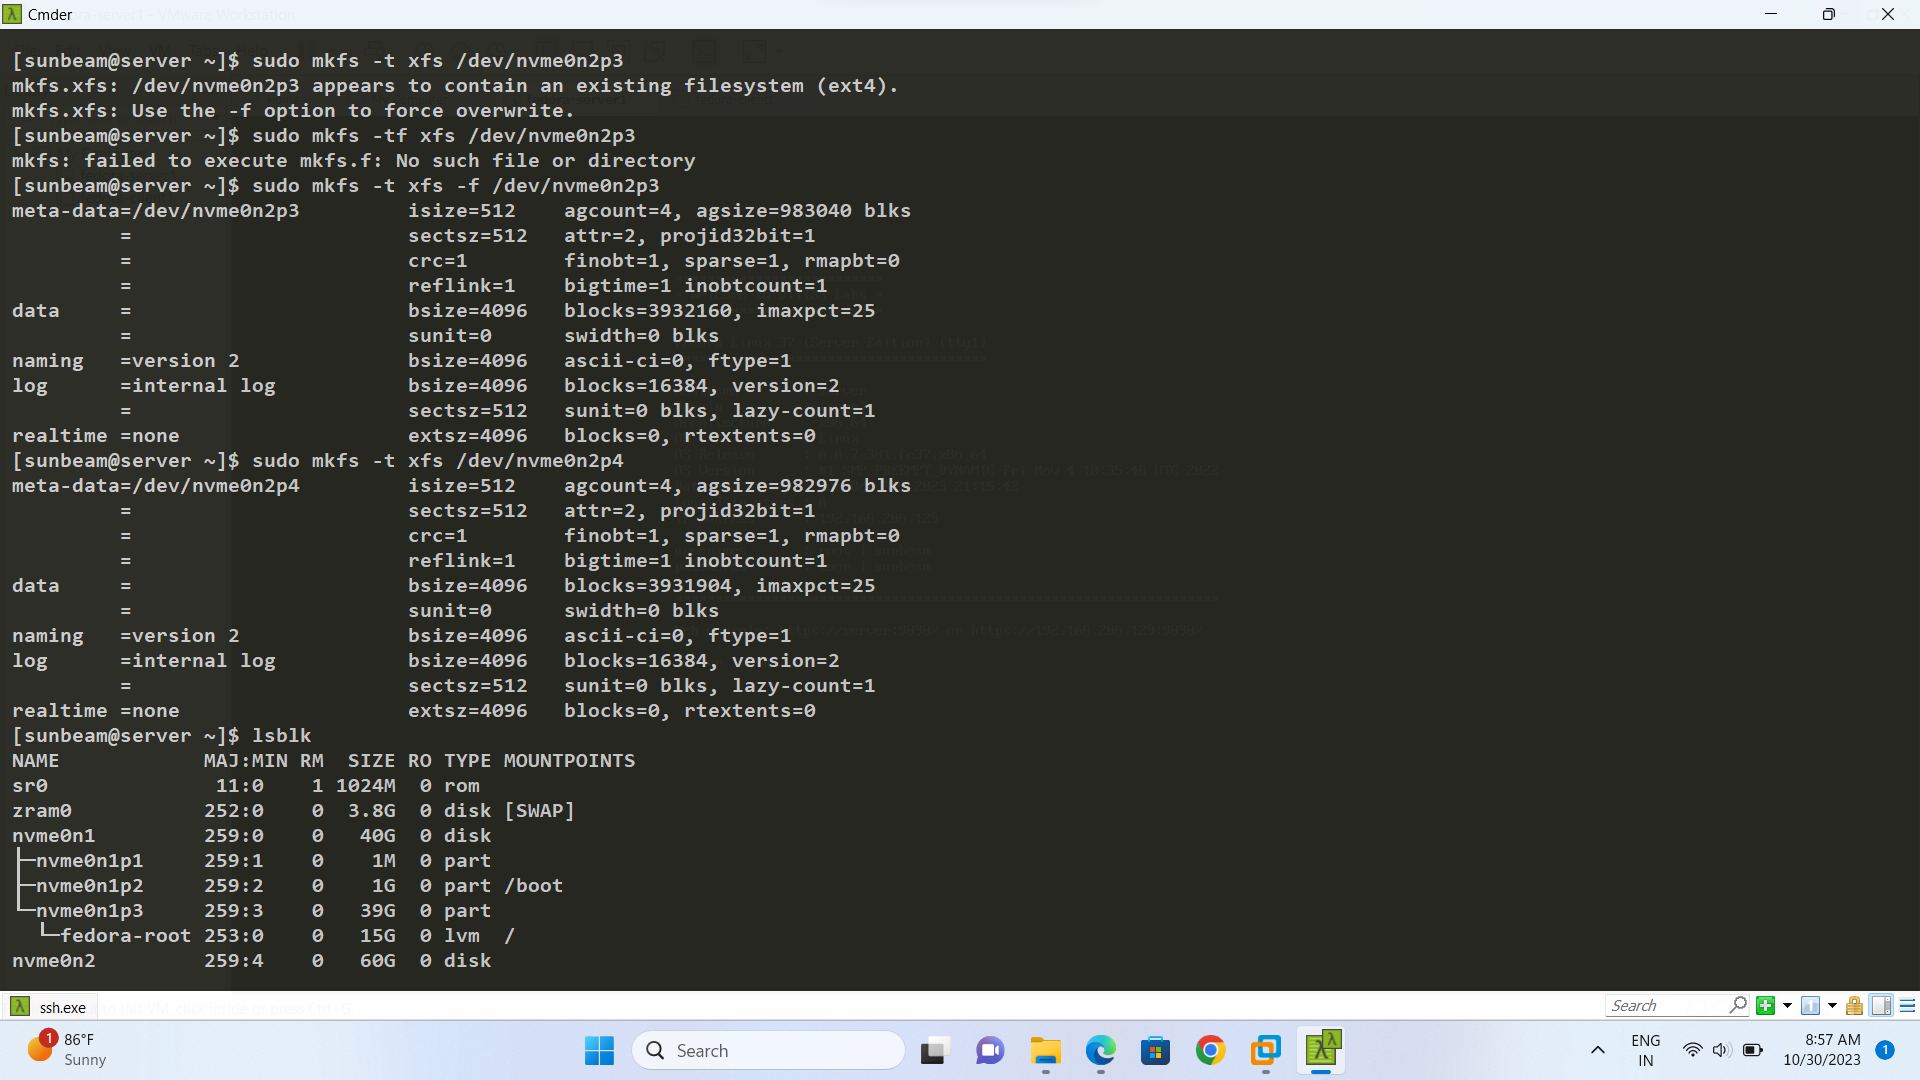 Cmder
[sunbeam@server ~]$ sudo mkfs -t xfs /dev/nvme0n2p3
mkfs.xfs: /dev/nvme0n2p3 appears to contain an existing filesystem (ext4).
mkfs.xfs: Use the -f option to force overwrite.
[sunbeam@server ~]$ sudo mkfs -tf xfs /dev/nvme0n2p3
mkfs: failed to execute mkfs.f: No such file or directory
[sunbeam@server ~]$ sudo mkfs -t xfs -f /dev/nvme0n2p3
meta-data=/dev/nvme0n2p3         isize=512    agcount=4, agsize=983040 blks
         =                       sectsz=512   attr=2, projid32bit=1
         =                       crc=1        finobt=1, sparse=1, rmapbt=0
         =                       reflink=1    bigtime=1 inobtcount=1
data     =                       bsize=4096   blocks=3932160, imaxpct=25
         =                       sunit=0      swidth=0 blks
naming   =version 2              bsize=4096   ascii-ci=0, ftype=1
log      =internal log           bsize=4096   blocks=16384, version=2
         =                       sectsz=512   sunit=0 blks, lazy-count=1
realtime =none                   extsz=4096   blocks=0, rtextents=0
[sunbeam@server ~]$ sudo mkfs -t xfs /dev/nvme0n2p4
meta-data=/dev/nvme0n2p4         isize=512    agcount=4, agsize=982976 blks
         =                       sectsz=512   attr=2, projid32bit=1
         =                       crc=1        finobt=1, sparse=1, rmapbt=0
         =                       reflink=1    bigtime=1 inobtcount=1
data     =                       bsize=4096   blocks=3931904, imaxpct=25
         =                       sunit=0      swidth=0 blks
naming   =version 2              bsize=4096   ascii-ci=0, ftype=1
log      =internal log           bsize=4096   blocks=16384, version=2
         =                       sectsz=512   sunit=0 blks, lazy-count=1
realtime =none                   extsz=4096   blocks=0, rtextents=0
[sunbeam@server ~]$ lsblk
NAME            MAJ:MIN RM  SIZE RO TYPE MOUNTPOINTS
sr0              11:0    1 1024M  0 rom
zram0           252:0    0  3.8G  0 disk [SWAP]
nvme0n1         259:0    0   40G  0 disk
├─nvme0n1p1     259:1    0    1M  0 part
├─nvme0n1p2     259:2    0    1G  0 part /boot
└─nvme0n1p3     259:3    0   39G  0 part
  └─fedora-root 253:0    0   15G  0 lvm  /
nvme0n2         259:4    0   60G  0 disk
ssh.exe
Search
1
86°F
Sunny
Search
ENG
IN
8:57 AM
10/30/2023
1